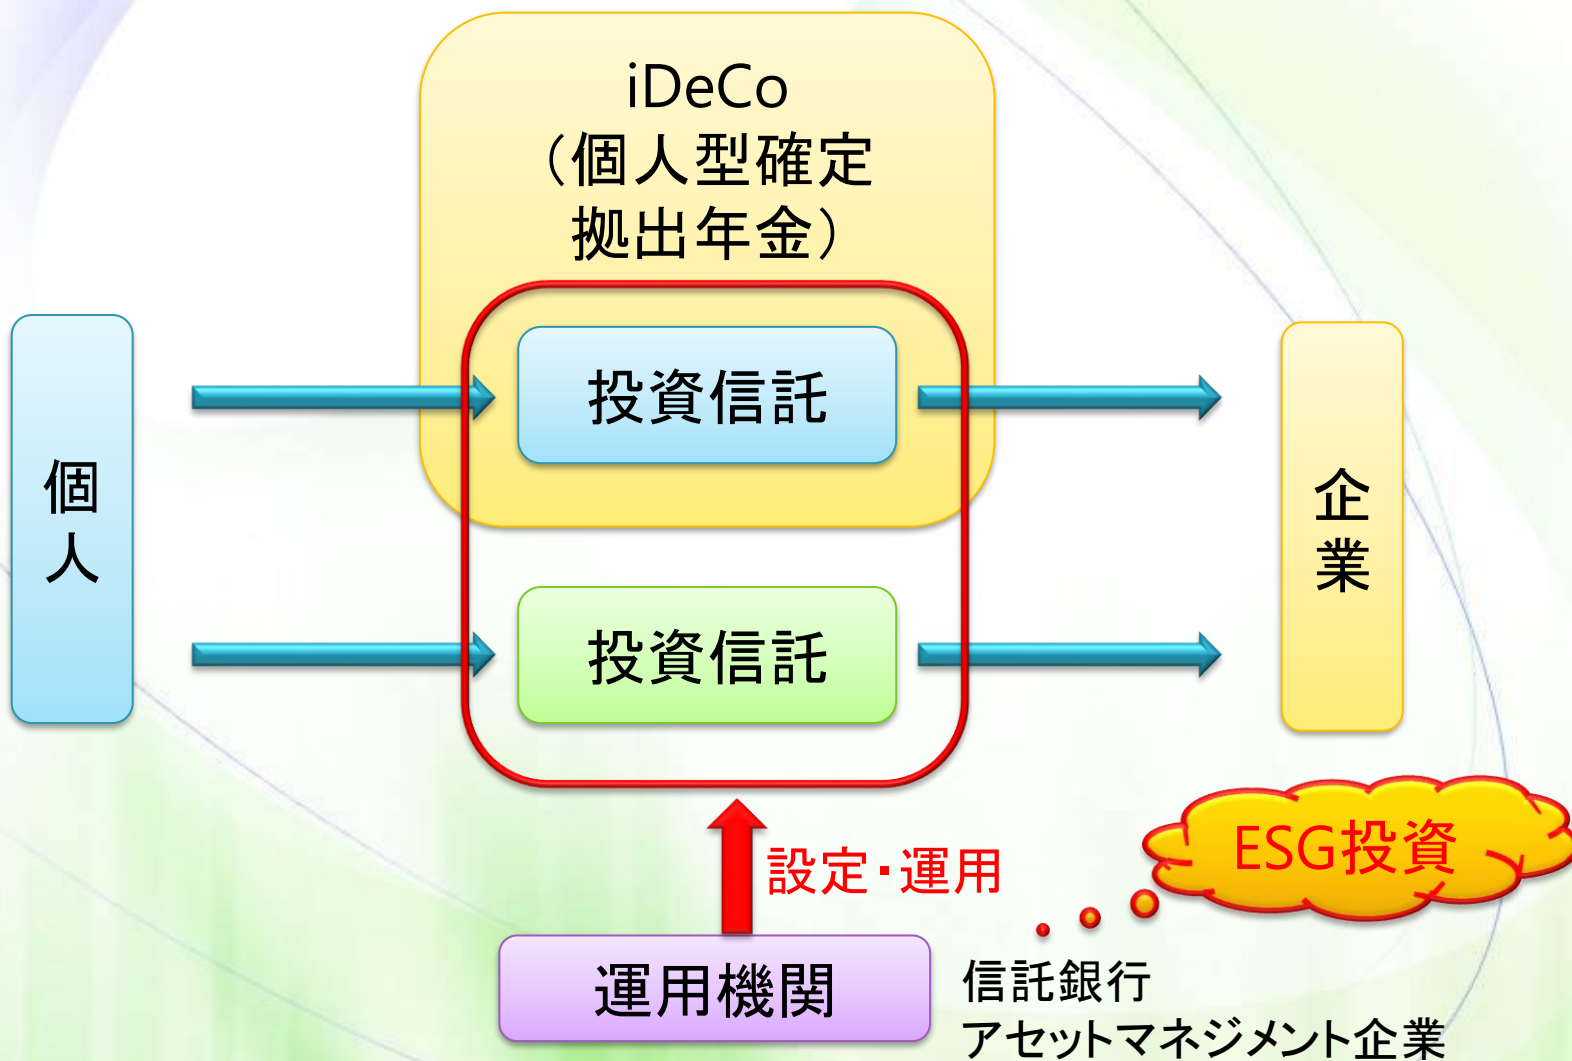 iDeCo
（個人型確定
拠出年金）
投資信託
個人
企業
投資信託
設定・運用
ESG投資
運用機関
信託銀行
アセットマネジメント企業